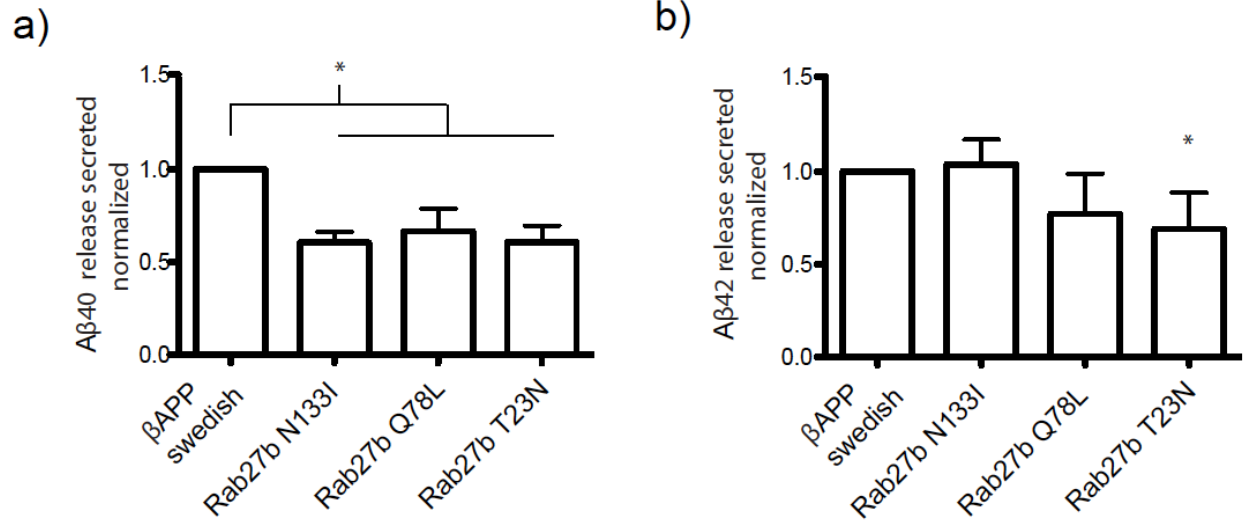 a)
Aβ40 release secreted
normalized
1.5
1.0
0.5
0.0
*
βAPP
swedish
Rab27b N133I
Rab27b Q78L
Rab27b T23N
b)
Aβ42 release secreted
normalized
1.5
1.0
0.5
0.0
*
βAPP
swedish
Rab27b N133I
Rab27b Q78L
Rab27b T23N